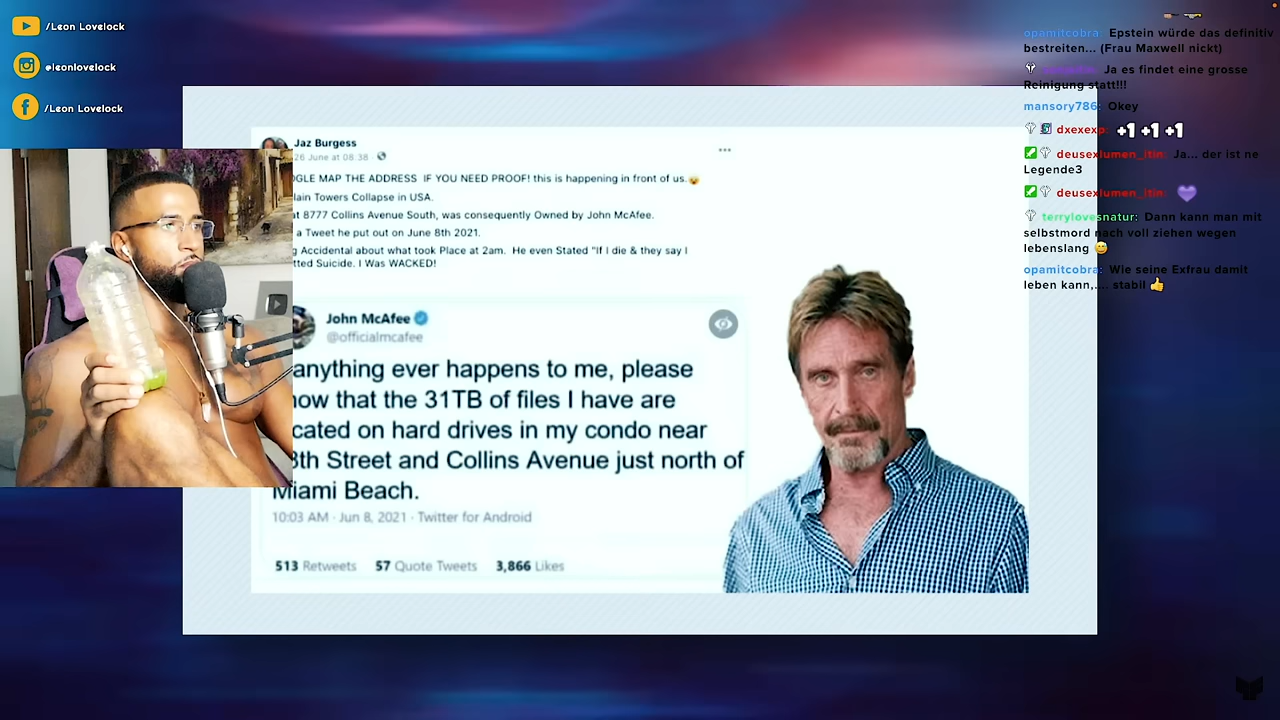 /Leon Lovelock
@leonlovelock
/Leon Lovelock
Jaz Burgess
26 June at 08:38
MAP THE ADDRESS IF YOU NEED PROOF! this is happening in front of us.
Towers Collapse in USA.
8777 Collins Avenue South, was consequently Owned by John McAfee.
a Tweet he put out on June 8th 2021.
Accidental about what took Place at 2am. He even Stated "If I die & they say I
Suicide. I Was WACKED!
John McAfee
@officialmcafee
anything ever happens to me, please
that the 31TB of files I have are
on hard drives in my condo near
Street and Collins Avenue just north of
Miami Beach.
10:03 AM · Jun 8, 2021 · Twitter for Android
513 Retweets 57 Quote Tweets 3,866 Likes
opamitcobra: Epstein würde das definitiv
bestreiten... (Frau Maxwell nickt)
Ja es findet eine grosse
Reinigung statt!!!
mansory786: Okey
dxexexp: +1 +1 +1
deusexlumen_itin: Ja... der ist ne
Legende3
deusexlumen_itin:
terrylovesnatur: Dann kann man mit
selbstmord nach voll ziehen wegen
lebenslang
opamitcobra: Wie seine Exfrau damit
leben kann,... stabil